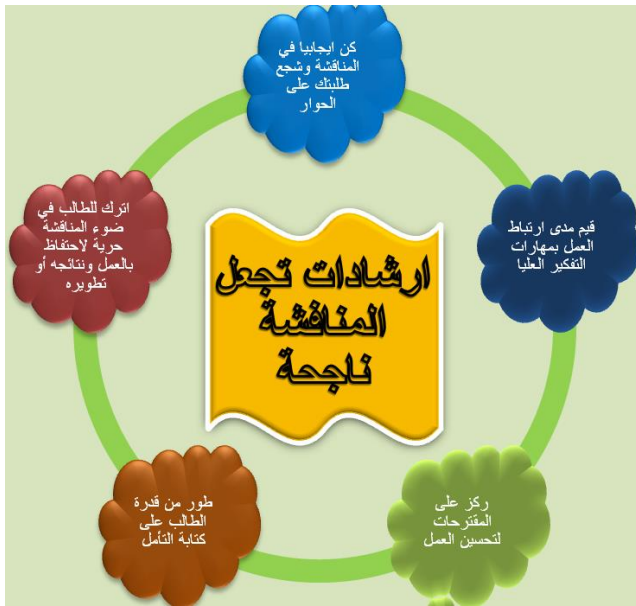 كن ايجابيا في
المناقشة وشجع
طلبتك على
الحوار
قيم مدى ارتباط
العمل بمهارات
التفكير العليا
ركز على
المقترحات
لتحسين العمل
طور من قدرة
الطالب على
كتابة التأمل
اترك للطالب في
ضوء المناقشة
حرية لاحتفاظ
بالعمل ونتائجه أو
تطويره
ارشادات تجعل
المناقشة
ناجحة